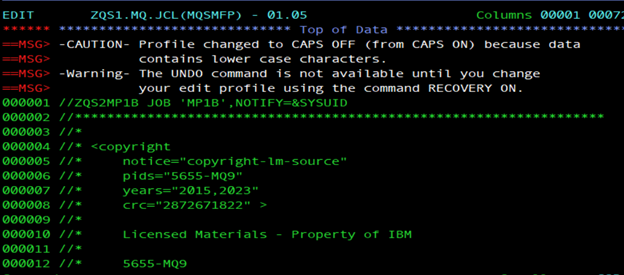 EDIT ZQS1.MQ.JCL(MQSMFP) - 01.05 Columns 00001 00072
****** ***************************** Top of Data ******************************
==MSG> -CAUTION- Profile changed to CAPS OFF (from CAPS ON) because data
==MSG> contains lower case characters.
==MSG> -Warning- The UNDO command is not available until you change
==MSG> your edit profile using the command RECOVERY ON.
000001 //ZQS2MP1B JOB 'MP1B',NOTIFY=&SYSUID
000002 //******************************************************************
000003 //*
000004 //* <copyright
000005 //* notice="copyright-lm-source"
000006 //* pids="5655-MQ9"
000007 //* years="2015,2023"
000008 //* crc="2872671822" >
000009 //*
000010 //* Licensed Materials - Property of IBM
000011 //*
000012 //* 5655-MQ9